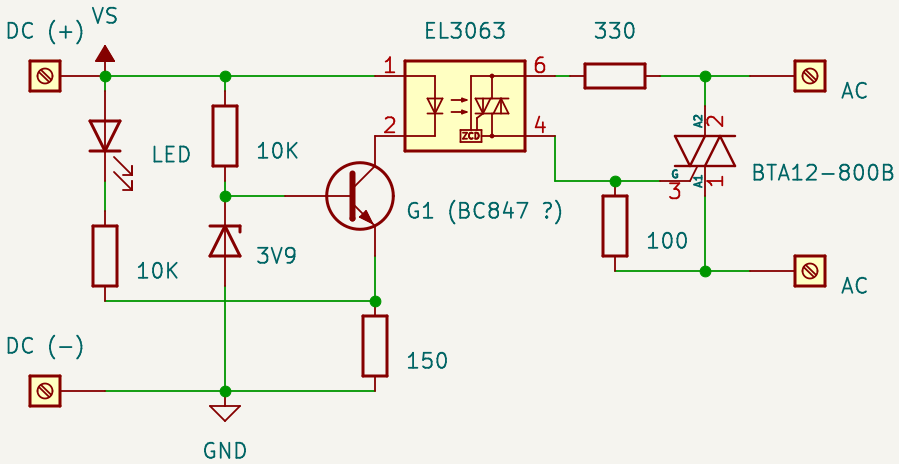 VS
DC (+)
EL3063
330
1
6
AC
2
4
ZCD
A2
2
LED
10K
G
A1
1
3
BTA12-800B
G1 (BC847 ?)
100
3V9
10K
AC
DC (-)
150
GND